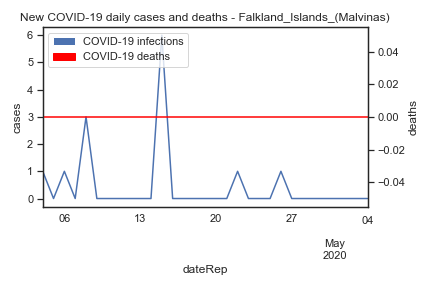 New COVID-19 daily cases and deaths - Falkland_Islands_(Malvinas)
COVID-19 infections
COVID-19 deaths
cases
6
5
4
3
2
1
0
0.04
0.02
0.00
−0.02
−0.04
deaths
06 13 20 27 04
May
2020
dateRep